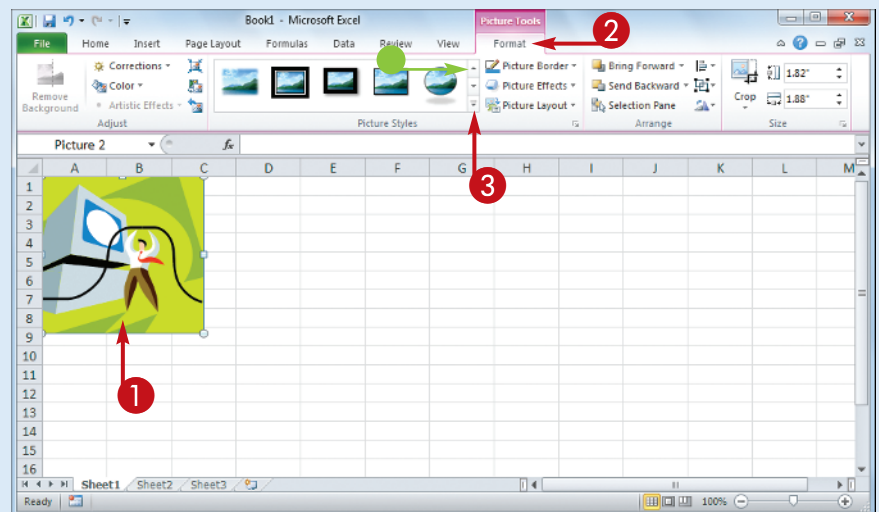 Book1 - Microsoft Excel Picture Tools
File Home Insert Page Layout Formulas Data Review View Format
2
Remove Background
Corrections
Color
Artistic Effects
Adjust
Picture Styles
Picture Border
Picture Effects
Picture Layout
Bring Forward
Send Backward
Selection Pane
Arrange
Crop
1.82"
1.88"
Size
Picture 2 fx
3
A B C D E F G H I J K L M
1
2
3
4
5
6
7
8
9
10
11
12
13
14
15
16
1
Sheet1 Sheet2 Sheet3
Ready 100%